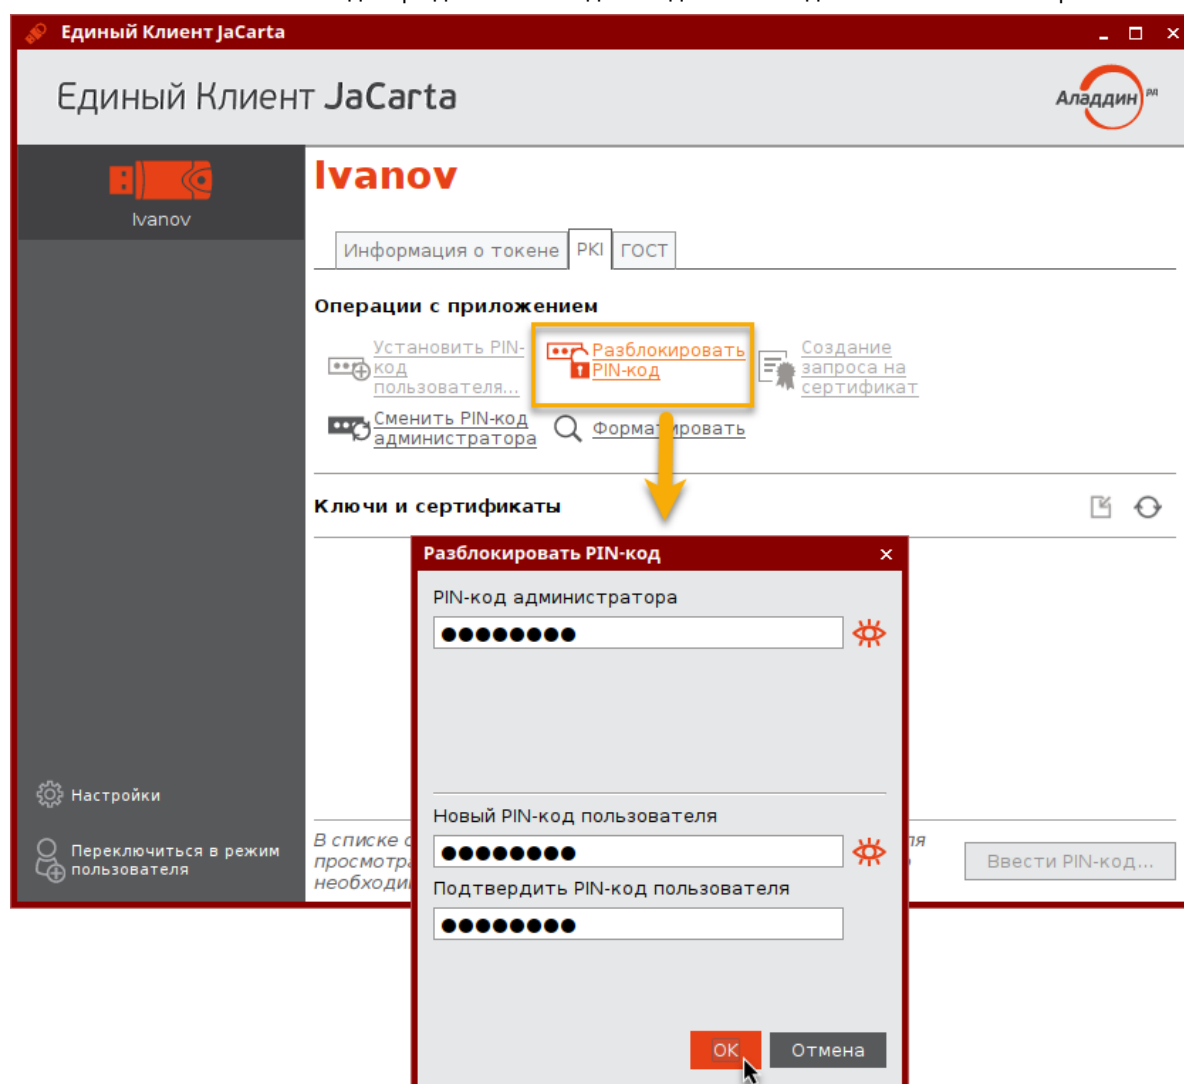 Единый Клиент JaCarta
Единый Клиент JaCarta
Аладдин РД
Ivanov
Ivanov
Информация о токене PKI ГОСТ
Операции с приложением
Установить PIN-
код
пользователя...
Разблокировать
PIN-код
Создание
запроса на
сертификат
Сменить PIN-код
администратора
Форматировать
Ключи и сертификаты
Разблокировать PIN-код
PIN-код администратора
Новый PIN-код пользователя
Подтвердить PIN-код пользователя
OK Отмена
Настройки
Переключиться в режим
пользователя
В списке
Ввести PIN-код...